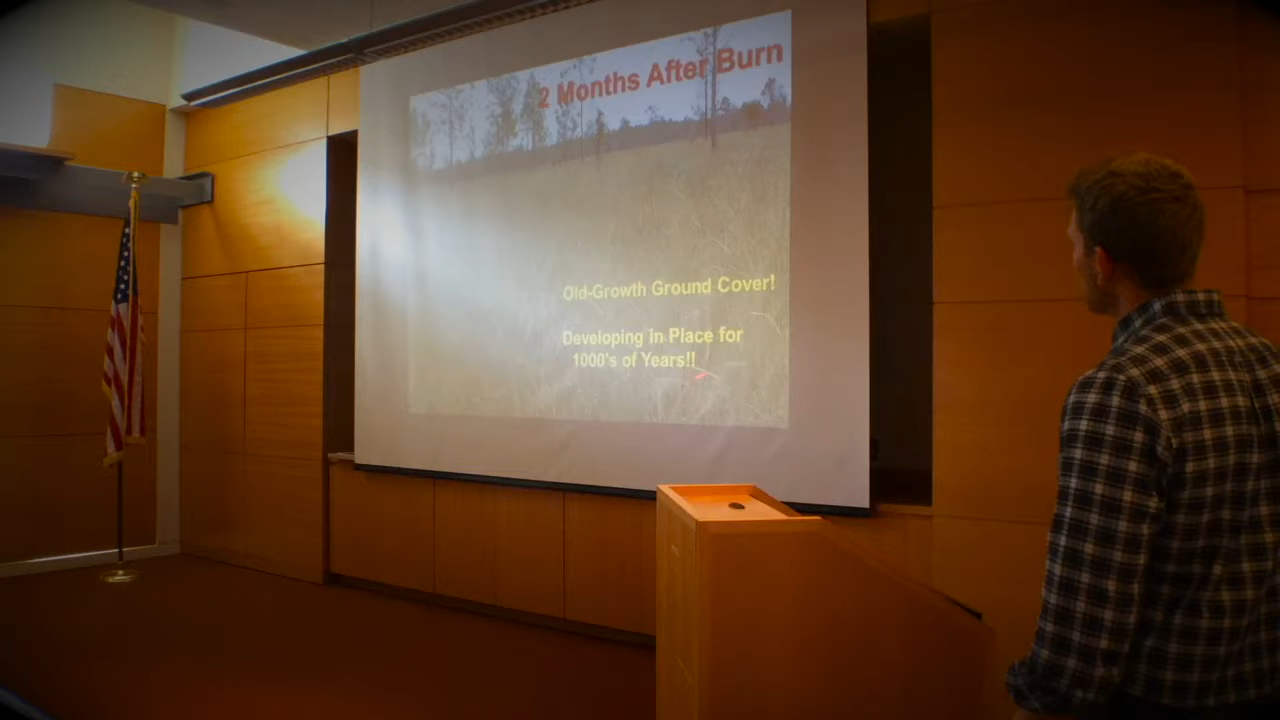 2 Months After Burn
Old-Growth Ground Cover!
Developing in Place for
1000's of Years!!